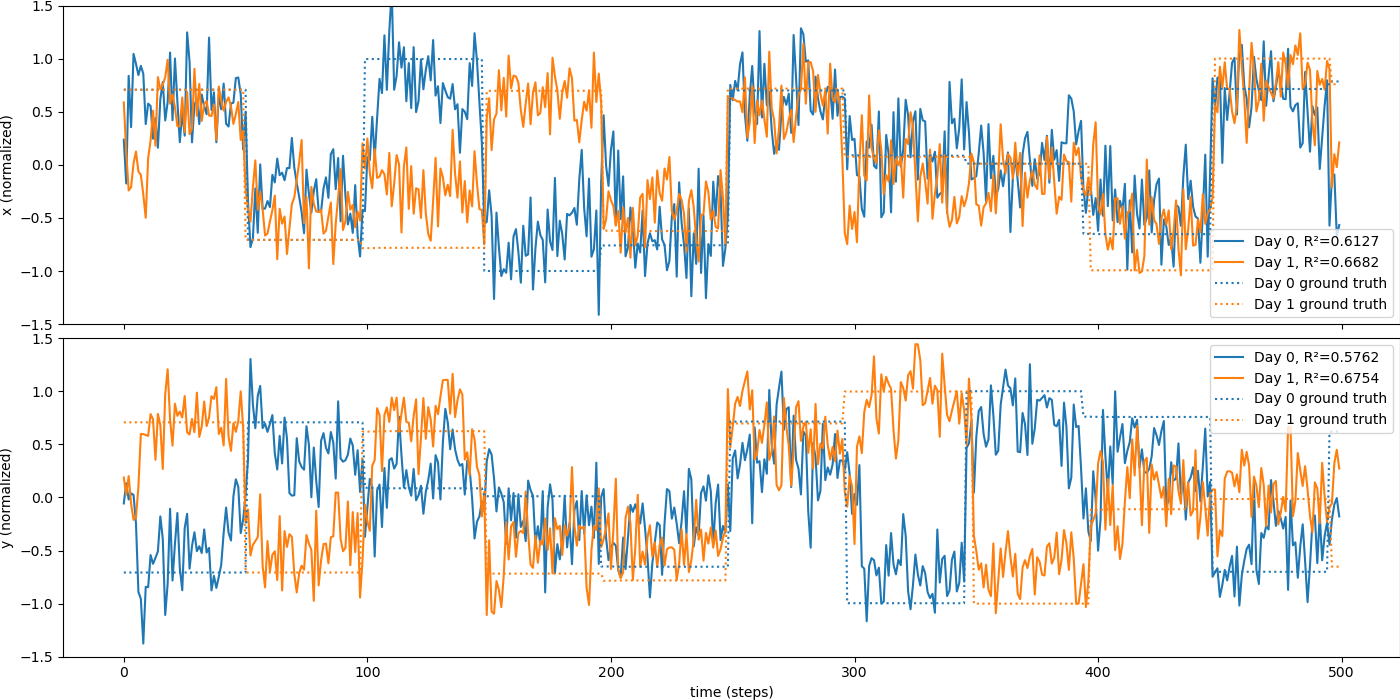 x (normalized)
1.5
1.0
0.5
0.0
−0.5
−1.0
−1.5
Day 0, R²=0.6127
Day 1, R²=0.6682
Day 0 ground truth
Day 1 ground truth
y (normalized)
1.5
1.0
0.5
0.0
−0.5
−1.0
−1.5
Day 0, R²=0.5762
Day 1, R²=0.6754
Day 0 ground truth
Day 1 ground truth
0 100 200 300 400 500
time (steps)